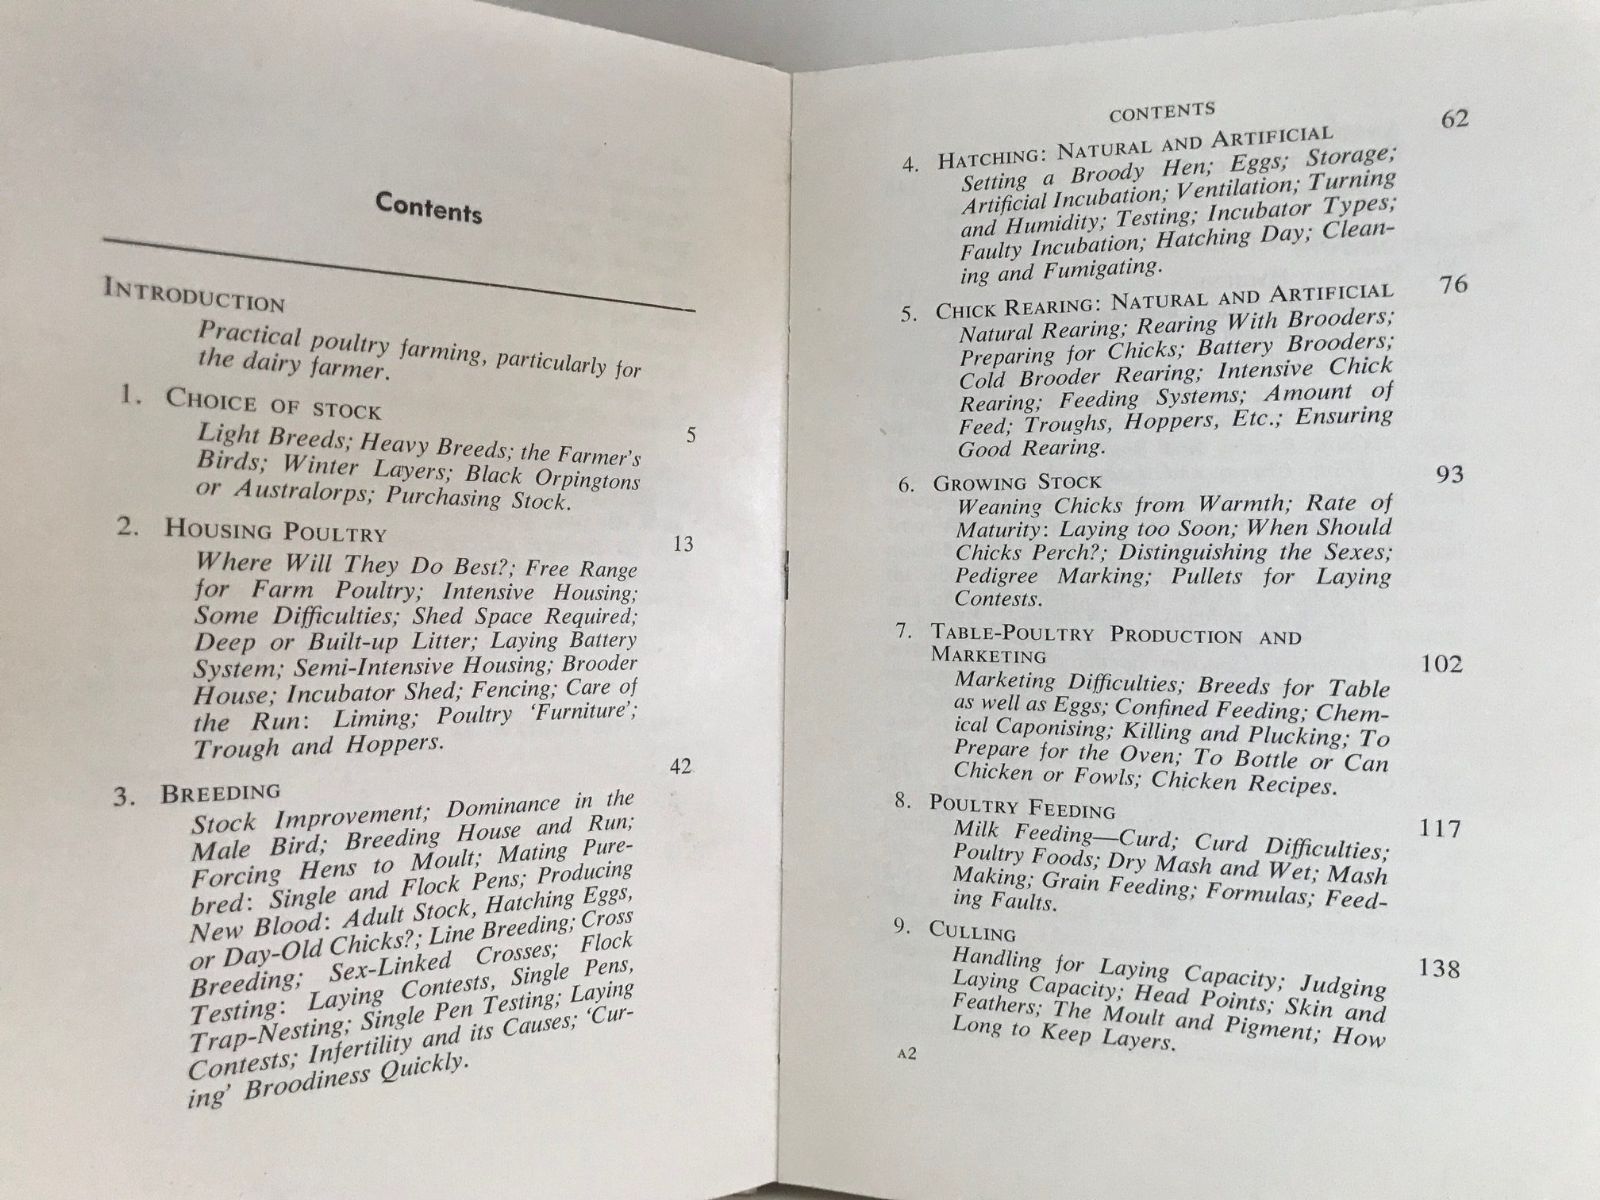 Contents
INTRODUCTION
Practical poultry farming, particularly for
the dairy farmer.
1. CHOICE OF STOCK 5
Light Breeds; Heavy Breeds; the Farmer's
Birds; Winter Layers; Black Orpingtons
or Australorps; Purchasing Stock.
2. HOUSING POULTRY 13
Where Will They Do Best?; Free Range
for Farm Poultry; Intensive Housing;
Some Difficulties; Shed Space Required;
Deep or Built-up Litter; Laying Battery
System; Semi-Intensive Housing; Brooder
House; Incubator Shed; Fencing; Care of
the Run: Liming; Poultry 'Furniture';
Trough and Hoppers.
3. BREEDING 42
Stock Improvement; Dominance in the
Male Bird; Breeding House and Run;
Forcing Hens to Moult; Mating Pure-
bred: Single and Flock Pens; Producing
New Blood: Adult Stock, Hatching Eggs,
or Day-Old Chicks?; Line Breeding; Cross
Breeding; Sex-Linked Crosses; Flock
Testing: Laying Contests, Single Pens,
Trap-Nesting; Single Pen Testing; Laying
Contests; Infertility and its Causes; 'Cur-
ing' Broodiness Quickly.
CONTENTS
4. HATCHING: NATURAL AND ARTIFICIAL 62
Setting a Broody Hen; Eggs; Storage;
Artificial Incubation; Ventilation; Turning
and Humidity; Testing; Incubator Types;
Faulty Incubation; Hatching Day; Clean-
ing and Fumigating.
5. CHICK REARING: NATURAL AND ARTIFICIAL 76
Natural Rearing; Rearing With Brooders;
Preparing for Chicks; Battery Brooders;
Cold Brooder Rearing; Intensive Chick
Rearing; Feeding Systems; Amount of
Feed; Troughs, Hoppers, Etc.; Ensuring
Good Rearing.
6. GROWING STOCK 93
Weaning Chicks from Warmth; Rate of
Maturity: Laying too Soon; When Should
Chicks Perch?; Distinguishing the Sexes;
Pedigree Marking; Pullets for Laying
Contests.
7. TABLE-POULTRY PRODUCTION AND
MARKETING 102
Marketing Difficulties; Breeds for Table
as well as Eggs; Confined Feeding; Chem-
ical Caponising; Killing and Plucking; To
Prepare for the Oven; To Bottle or Can
Chicken or Fowls; Chicken Recipes.
8. POULTRY FEEDING 117
Milk Feeding—Curd; Curd Difficulties;
Poultry Foods; Dry Mash and Wet; Mash
Making; Grain Feeding; Formulas; Feed-
ing Faults.
9. CULLING 138
Handling for Laying Capacity; Judging
Laying Capacity; Head Points; Skin and
Feathers; The Moult and Pigment; How
Long to Keep Layers.
A2